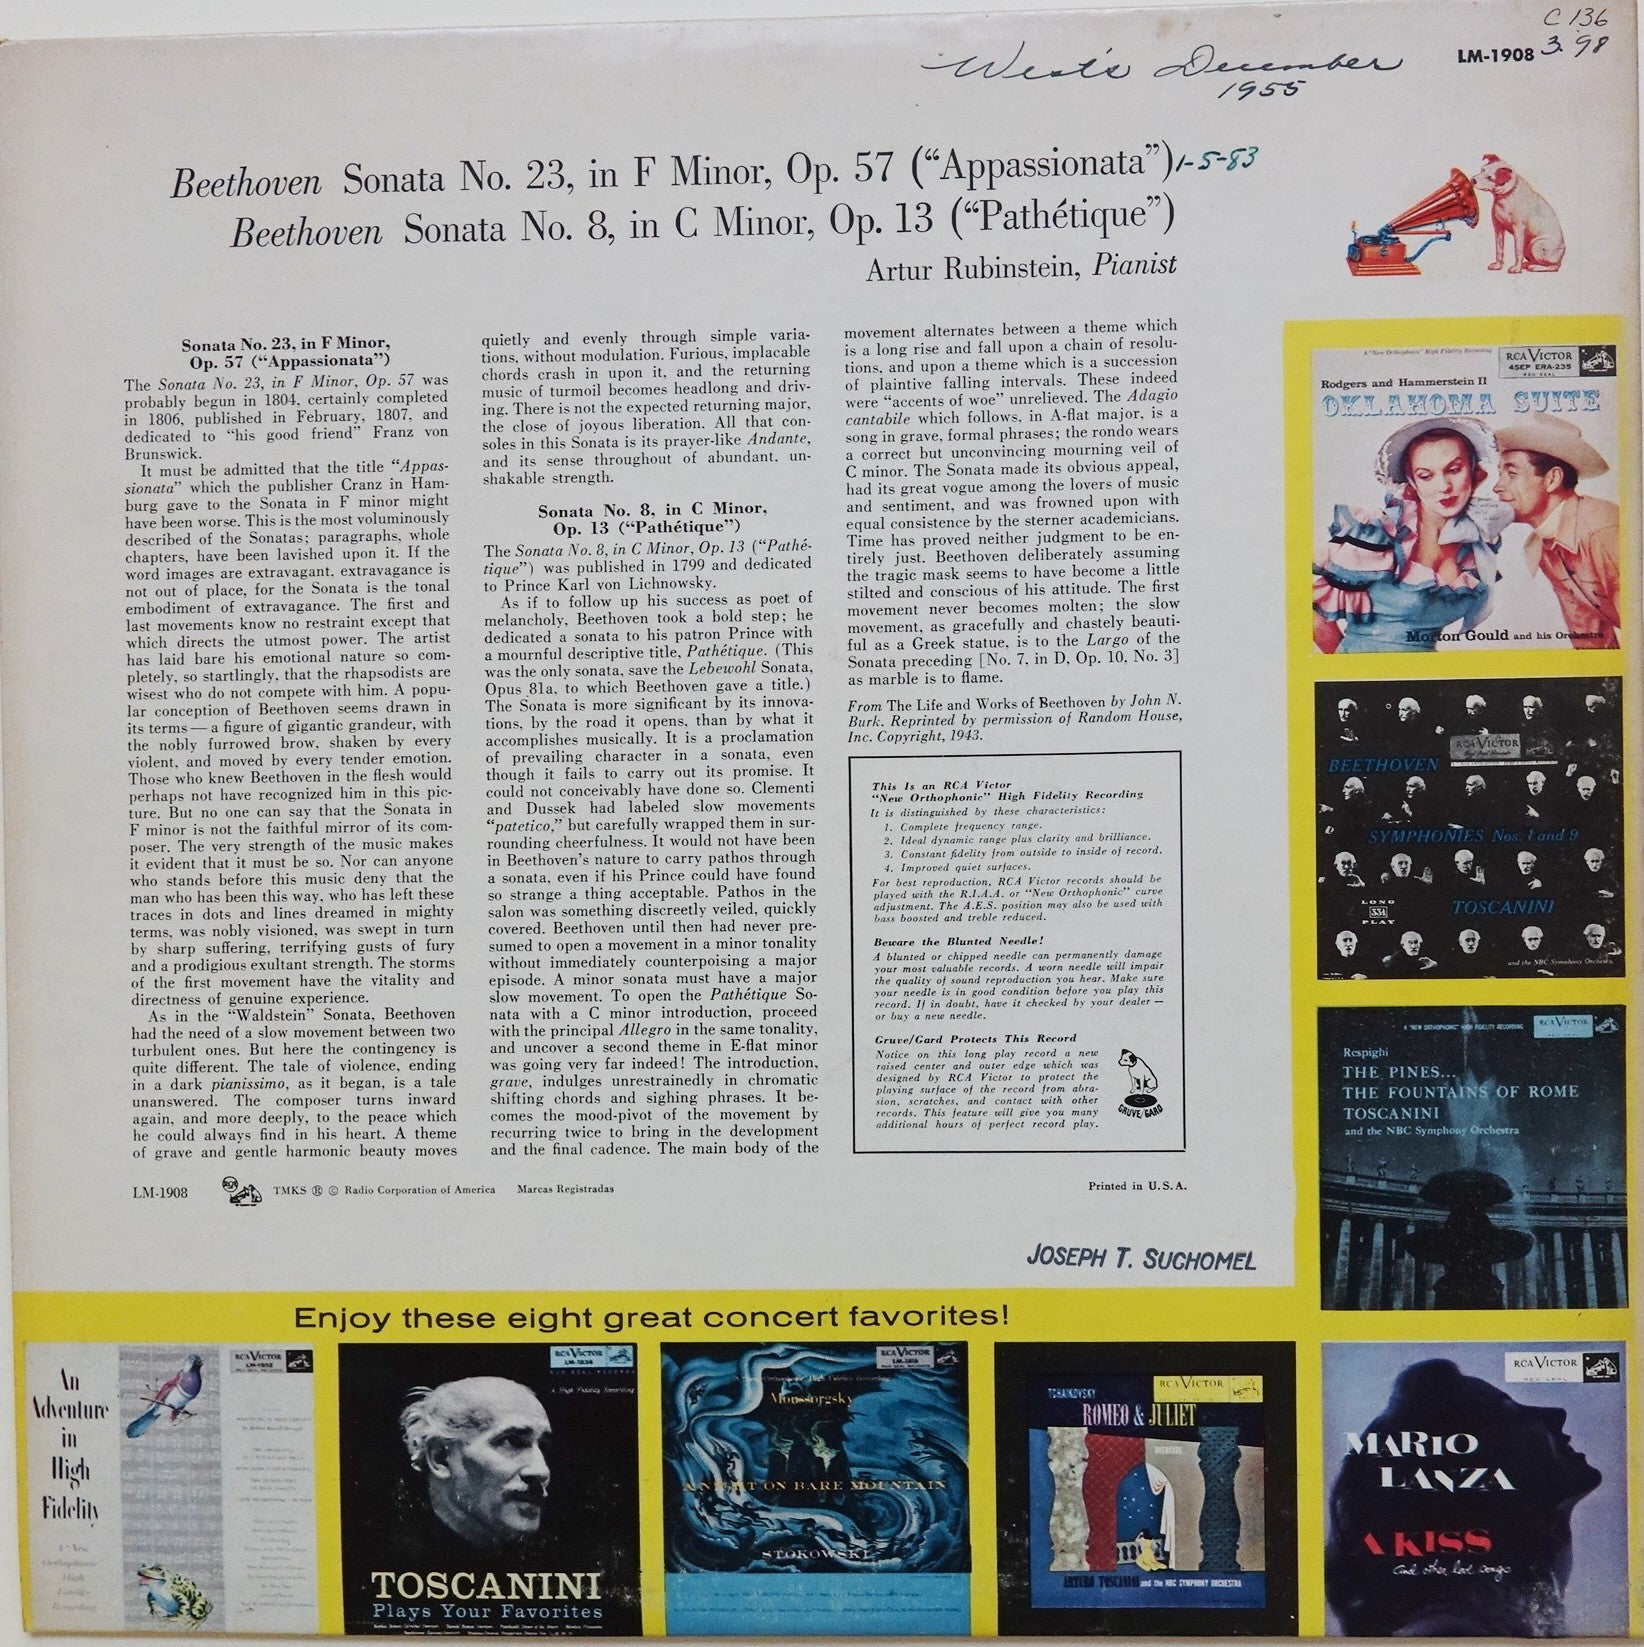 C 136
LM-1908 3.98
West's December
1955
Beethoven Sonata No. 23, in F Minor, Op. 57 (“Appassionata”) 1-5-83
Beethoven Sonata No. 8, in C Minor, Op. 13 (“Pathétique”)
Artur Rubinstein, Pianist
Sonata No. 23, in F Minor,
Op. 57 (“Appassionata”)
The Sonata No. 23, in F Minor, Op. 57 was
probably begun in 1804, certainly completed
in 1806, published in February, 1807, and
dedicated to “his good friend” Franz von
Brunswick.
It must be admitted that the title “Appas-
sionata” which the publisher Cranz in Ham-
burg gave to the Sonata in F minor might
have been worse. This is the most voluminously
described of the Sonatas; paragraphs, whole
chapters, have been lavished upon it. If the
word images are extravagant, extravagance is
not out of place, for the Sonata is the tonal
embodiment of extravagance. The first and
last movements know no restraint except that
which directs the utmost power. The artist
has laid bare his emotional nature so com-
pletely, so startlingly, that the rhapsodists are
wisest who do not compete with him. A popu-
lar conception of Beethoven seems drawn in
its terms — a figure of gigantic grandeur, with
the nobly furrowed brow, shaken by every
violent, and moved by every tender emotion.
Those who knew Beethoven in the flesh would
perhaps not have recognized him in this pic-
ture. But no one can say that the Sonata in
F minor is not the faithful mirror of its com-
poser. The very strength of the music makes
it evident that it must be so. Nor can anyone
who stands before this music deny that the
man who has been this way, who has left these
traces in dots and lines dreamed in mighty
terms, was nobly visioned, was swept in turn
by sharp suffering, terrifying gusts of fury
and a prodigious exultant strength. The storms
of the first movement have the vitality and
directness of genuine experience.
As in the “Waldstein” Sonata, Beethoven
had the need of a slow movement between two
turbulent ones. But here the contingency is
quite different. The tale of violence, ending
in a dark pianissimo, as it began, is a tale
unanswered. The composer turns inward
again, and more deeply, to the peace which
he could always find in his heart. A theme
of grave and gentle harmonic beauty moves
quietly and evenly through simple varia-
tions, without modulation. Furious, implacable
chords crash in upon it, and the returning
music of turmoil becomes headlong and driv-
ing. There is not the expected returning major,
the close of joyous liberation. All that con-
soles in this Sonata is its prayer-like Andante,
and its sense throughout of abundant, un-
shakable strength.
Sonata No. 8, in C Minor,
Op. 13 (“Pathétique”)
The Sonata No. 8, in C Minor, Op. 13 (“Pathé-
tique”) was published in 1799 and dedicated
to Prince Karl von Lichnowsky.
As if to follow up his success as poet of
melancholy, Beethoven took a bold step; he
dedicated a sonata to his patron Prince with
a mournful descriptive title, Pathétique. (This
was the only sonata, save the Lebewohl Sonata,
Opus 81a, to which Beethoven gave a title.)
The Sonata is more significant by its innova-
tions, by the road it opens, than by what it
accomplishes musically. It is a proclamation
of prevailing character in a sonata, even
though it fails to carry out its promise. It
could not conceivably have done so. Clementi
and Dussek had labeled slow movements
“patetico,” but carefully wrapped them in sur-
rounding cheerfulness. It would not have been
in Beethoven's nature to carry pathos through
a sonata, even if his Prince could have found
so strange a thing acceptable. Pathos in the
salon was something discreetly veiled, quickly
covered. Beethoven until then had never pre-
sumed to open a movement in a minor tonality
without immediately counterpoising a major
episode. A minor sonata must have a major
slow movement. To open the Pathétique So-
nata with a C minor introduction, proceed
with the principal Allegro in the same tonality,
and uncover a second theme in E-flat minor
was going very far indeed! The introduction,
grave, indulges unrestrainedly in chromatic
shifting chords and sighing phrases. It be-
comes the mood-pivot of the movement by
recurring twice to bring in the development
and the final cadence. The main body of the
movement alternates between a theme which
is a long rise and fall upon a chain of resolu-
tions, and upon a theme which is a succession
of plaintive falling intervals. These indeed
were “accents of woe” unrelieved. The Adagio
cantabile which follows, in A-flat major, is a
song in grave, formal phrases; the rondo wears
a correct but unconvincing mourning veil of
C minor. The Sonata made its obvious appeal,
had its great vogue among the lovers of music
and sentiment, and was frowned upon with
equal consistence by the sterner academicians.
Time has proved neither judgment to be en-
tirely just. Beethoven deliberately assuming
the tragic mask seems to have become a little
stilted and conscious of his attitude. The first
movement never becomes molten; the slow
movement, as gracefully and chastely beauti-
ful as a Greek statue, is to the Largo of the
Sonata preceding [No. 7, in D, Op. 10, No. 3]
as marble is to flame.
From The Life and Works of Beethoven by John N.
Burk. Reprinted by permission of Random House,
Inc. Copyright, 1943.
This Is an RCA Victor
“New Orthophonic” High Fidelity Recording
It is distinguished by these characteristics:
1. Complete frequency range.
2. Ideal dynamic range plus clarity and brilliance.
3. Constant fidelity from outside to inside of record.
4. Improved quiet surfaces.
For best reproduction, RCA Victor records should be
played with the R.I.A.A. or “New Orthophonic” curve
adjustment. The A.E.S. position may also be used with
bass boosted and treble reduced.
Beware the Blunted Needle!
A blunted or chipped needle can permanently damage
your most valuable records. A worn needle will impair
the quality of sound reproduction you hear. Make sure
your needle is in good condition before you play this
record. If in doubt, have it checked by your dealer —
or buy a new needle.
Gruve/Gard Protects This Record
Notice on this long play record a new
raised center and outer edge which was
designed by RCA Victor to protect the
playing surface of the record from abra-
sion, scratches, and contact with other
records. This feature will give you many
additional hours of perfect record play.
GRUVE/GARD
LM-1908 TMKS ® © Radio Corporation of America Marcas Registradas
Printed in U.S.A.
JOSEPH T. SUCHOMEL
A "New Orthophonic" High Fidelity Recording
RCA VICTOR
45EP ERA-235
RED SEAL
Rodgers and Hammerstein II
OKLAHOMA SUITE
Morton Gould and his Orchestra
RCA VICTOR
BEETHOVEN
SYMPHONIES Nos. 1 and 9
LONG
33⅓
PLAY
TOSCANINI
and the NBC Symphony Orchestra
A "NEW ORTHOPHONIC" HIGH FIDELITY RECORDING
RCA VICTOR
Respighi
THE PINES...
THE FOUNTAINS OF ROME
TOSCANINI
and the NBC Symphony Orchestra
Enjoy these eight great concert favorites!
An
Adventure
in
High
Fidelity
A "New
Orthophonic"
High
Fidelity
Recording
RCA VICTOR
RCA VICTOR
A High Fidelity Recording
TOSCANINI
Plays Your Favorites
RCA VICTOR
Moussorgsky
A NIGHT ON BARE MOUNTAIN
STOKOWSKI
RCA VICTOR
TCHAIKOVSKY
ROMEO & JULIET
OVERTURE
ARTURO TOSCANINI and the NBC SYMPHONY ORCHESTRA
RCA VICTOR
RED SEAL
MARIO
LANZA
A KISS
and other love songs